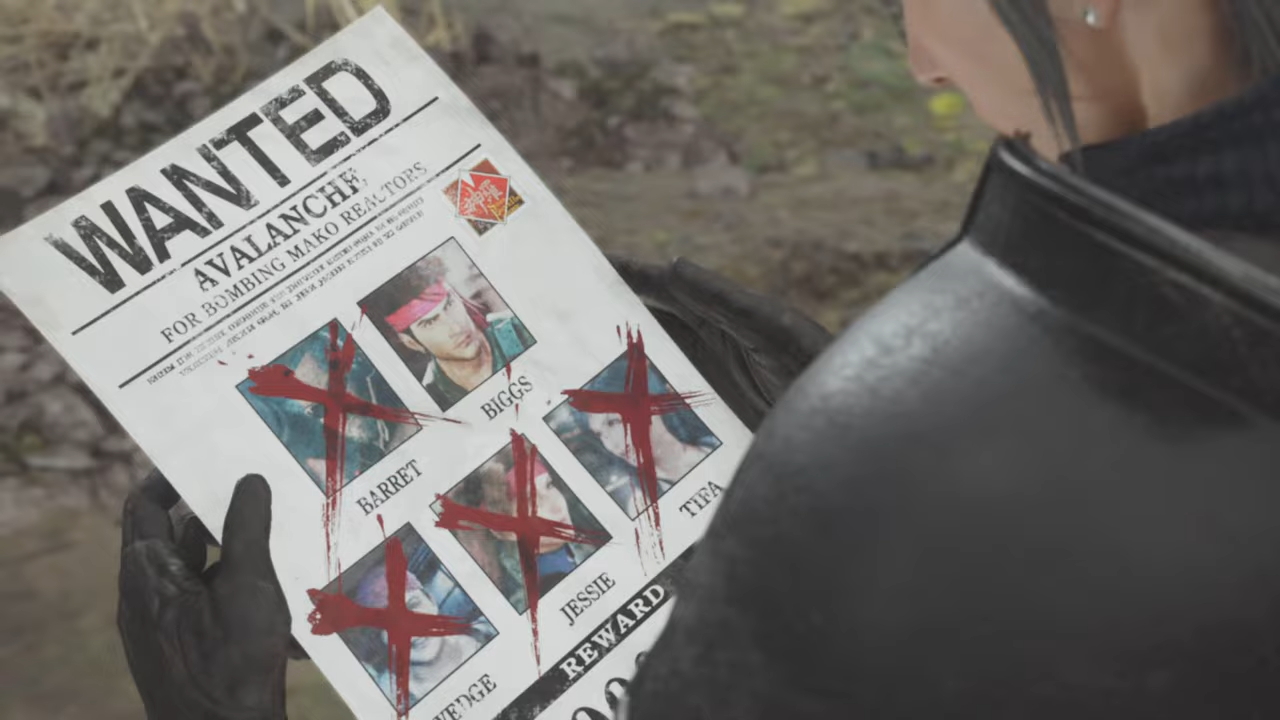 WANTED
AVALANCHE,
FOR BOMBING MAKO REACTORS
BIGGS
BARRET
TIFA
JESSIE
WEDGE
REWARD